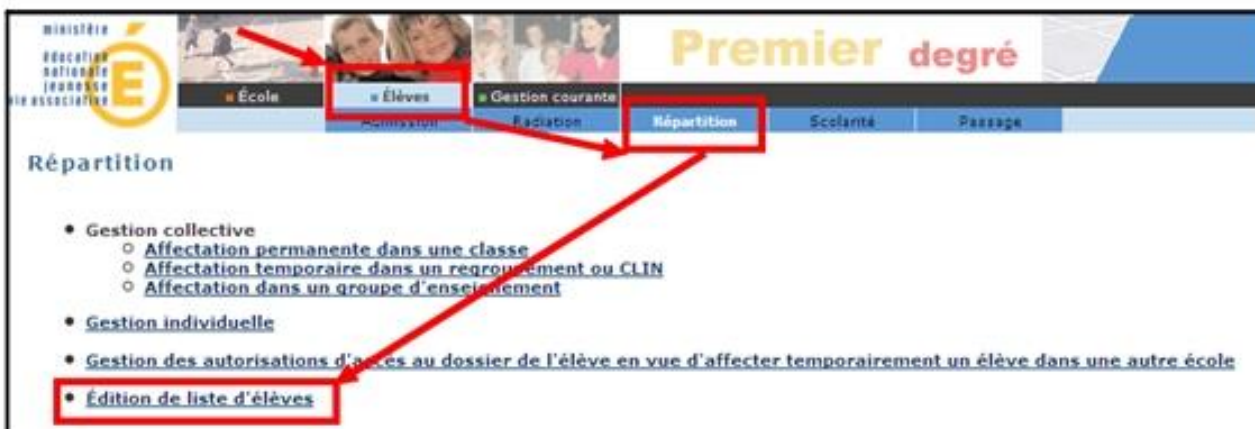 ministère
éducation
nationale
jeunesse
vie associative
É
Premier degré
École
Élèves
Gestion courante
Admission
Radiation
Répartition
Scolarité
Passage
Répartition
Gestion collective
Affectation permanente dans une classe
Affectation temporaire dans un regroupement ou CLIN
Affectation dans un groupe d'enseignement
Gestion individuelle
Gestion des autorisations d'accès au dossier de l'élève en vue d'affecter temporairement un élève dans une autre école
Édition de liste d'élèves